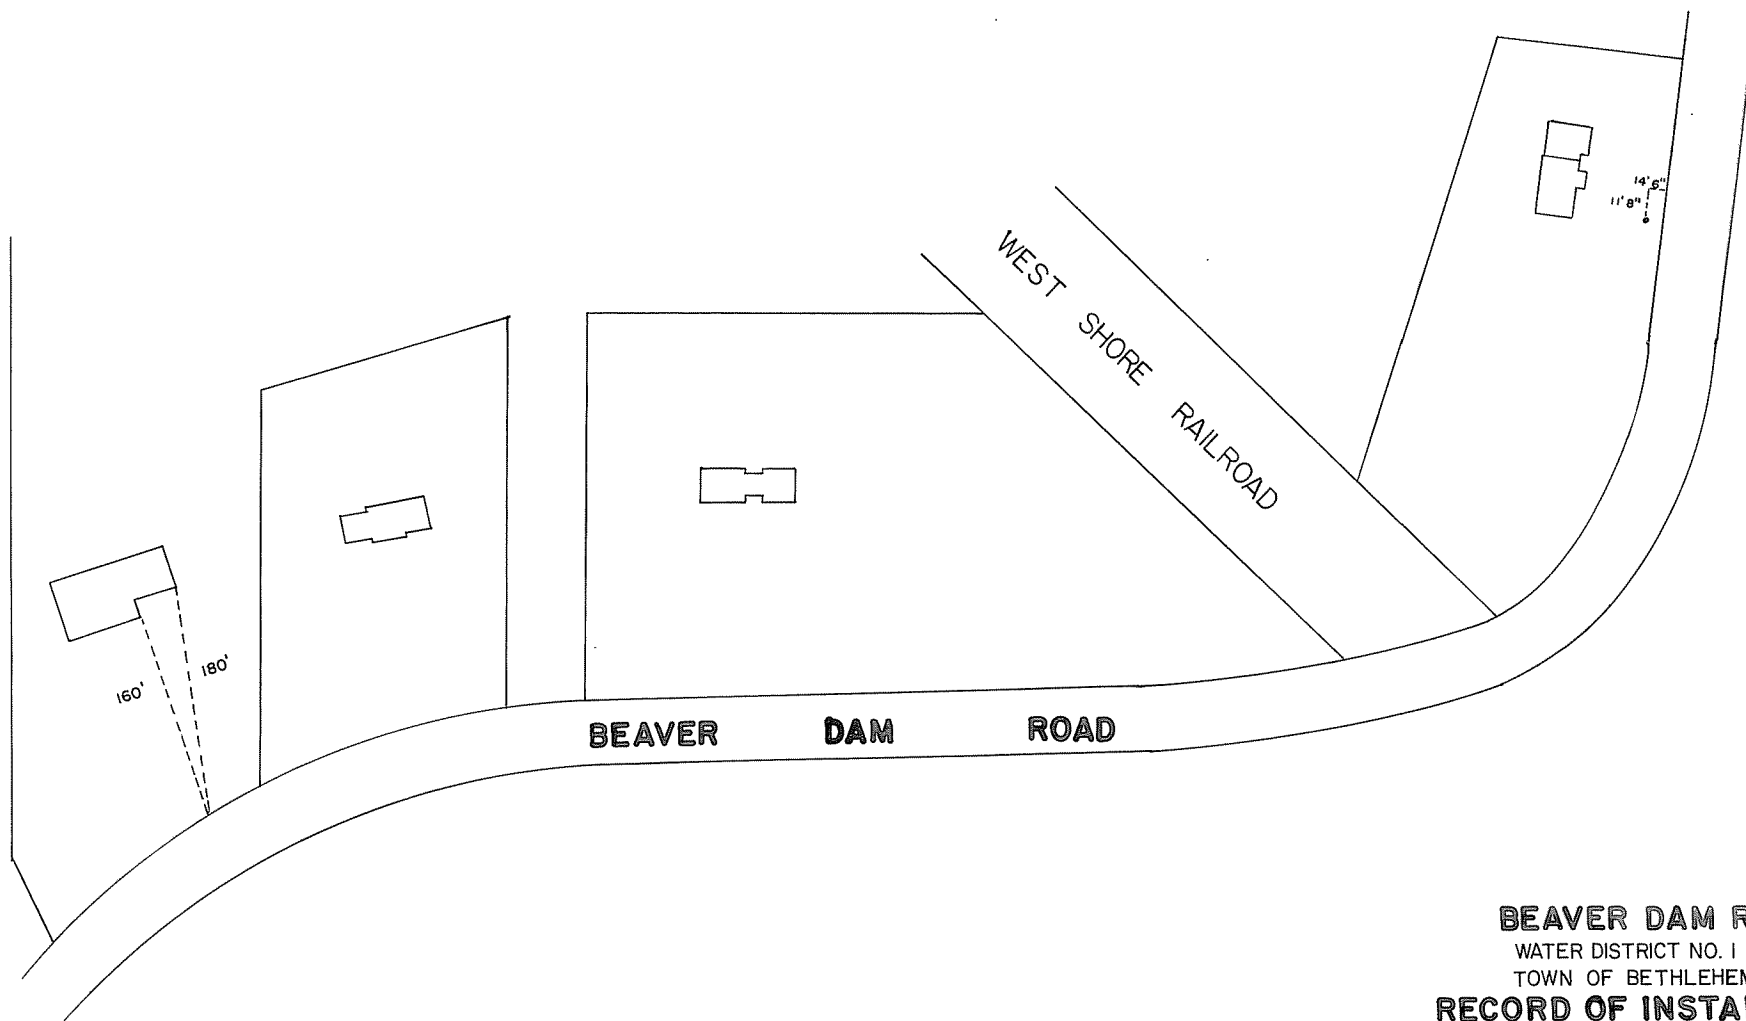 14'6"
11'8"
WEST SHORE RAILROAD
180'
160'
BEAVER DAM ROAD
BEAVER DAM
WATER DISTRICT NO. 1
TOWN OF BETHLEHEM
RECORD OF